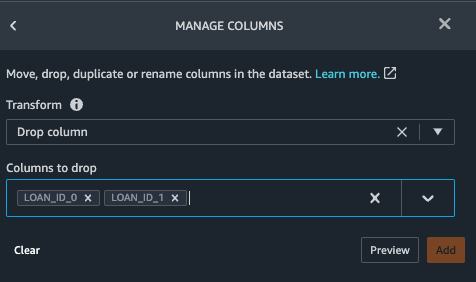 MANAGE COLUMNS
Move, drop, duplicate or rename columns in the dataset. Learn more.
Transform
Drop column
Columns to drop
LOAN_ID_0 LOAN_ID_1
Clear Preview Add